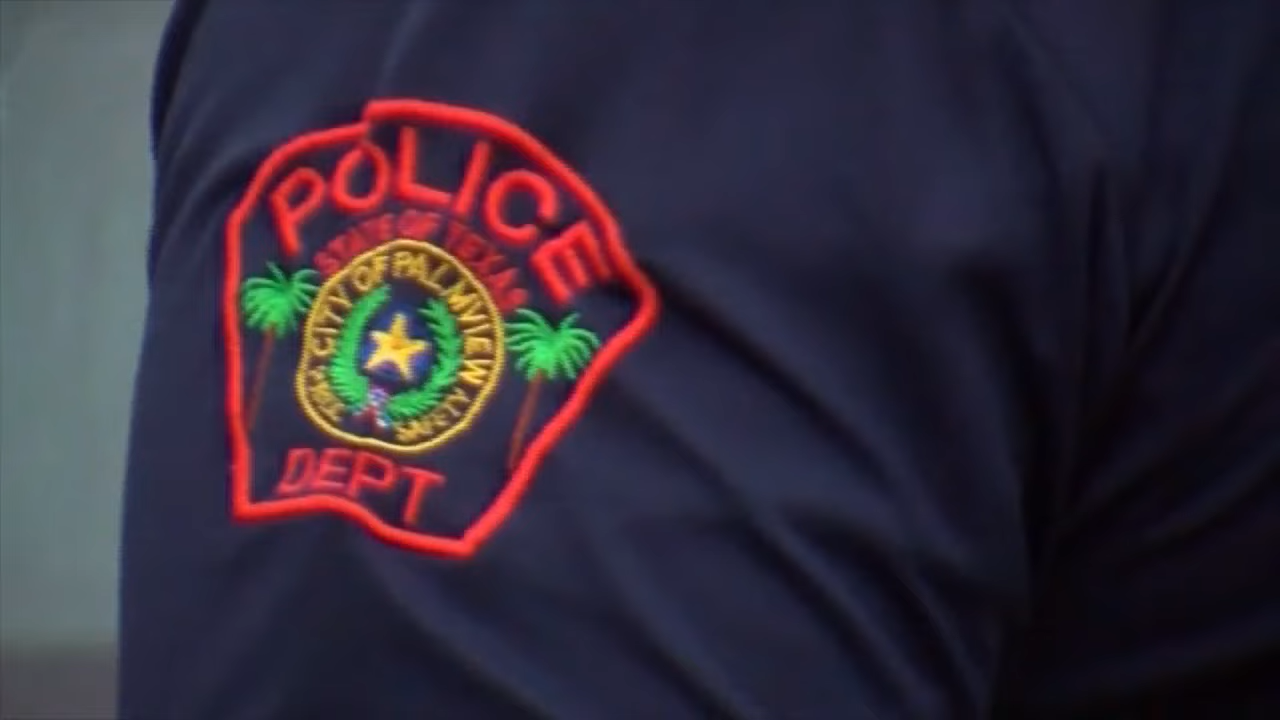 POLICE
STATE OF TEXAS
CITY OF PALMVIEW
DEPT